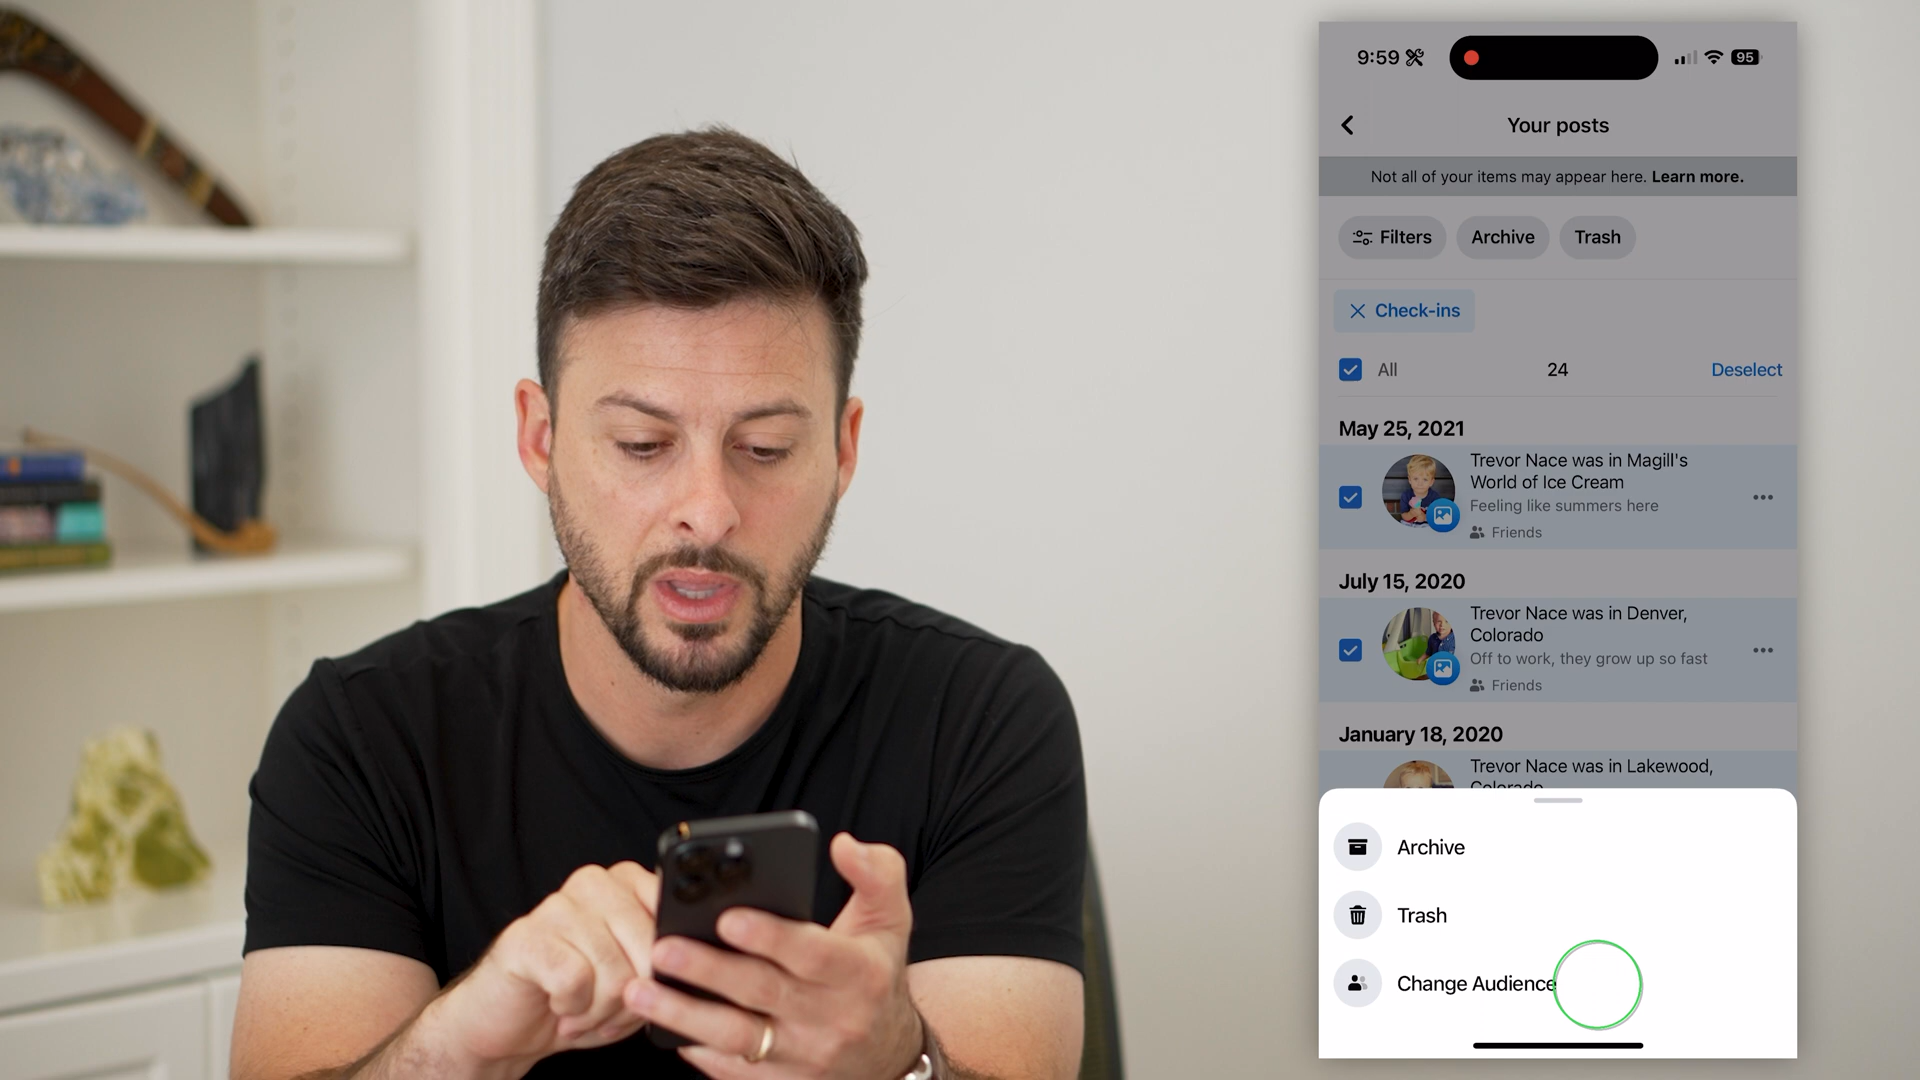 9:59
95
Your posts
Not all of your items may appear here. Learn more.
Filters
Archive
Trash
Check-ins
All
24
Deselect
May 25, 2021
Trevor Nace was in Magill's
World of Ice Cream
Feeling like summers here
Friends
July 15, 2020
Trevor Nace was in Denver,
Colorado
Off to work, they grow up so fast
Friends
January 18, 2020
Trevor Nace was in Lakewood,
Colorado
Archive
Trash
Change Audience